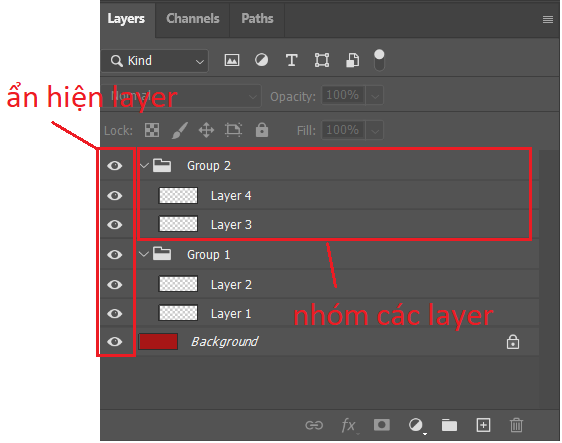 Layers Channels Paths
Kind
ẩn hiện layer
Normal Opacity: 100%
Lock: Fill: 100%
Group 2
Layer 4
Layer 3
Group 1
Layer 2
nhóm các layer
Layer 1
Background
fx